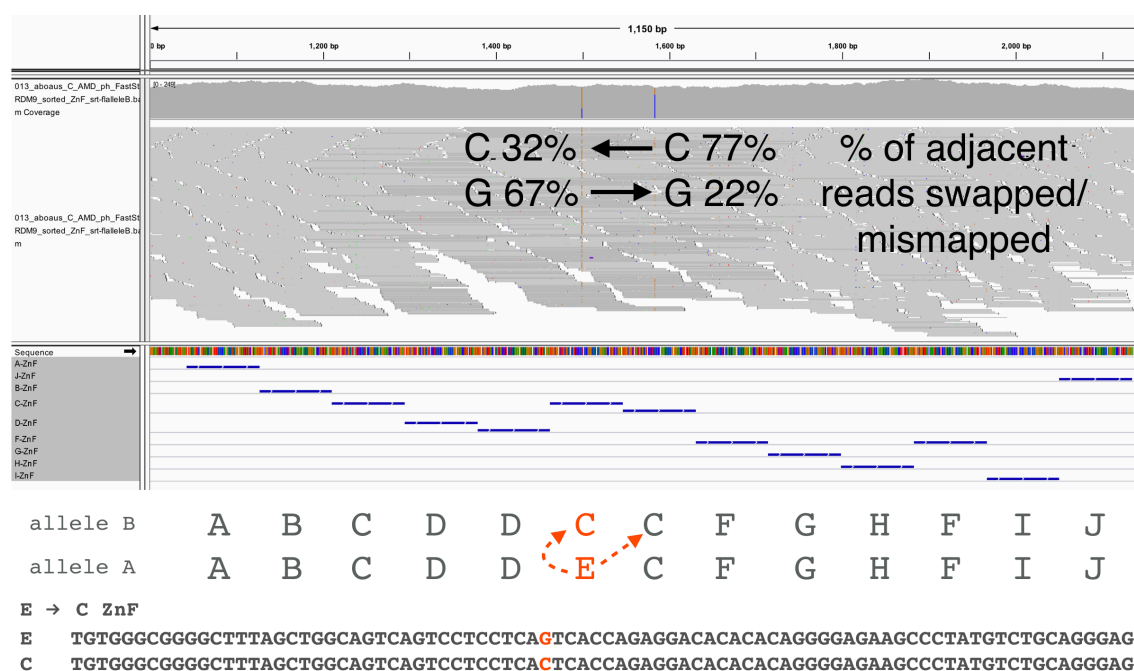 1,150 bp
0 bp 1,200 bp 1,400 bp 1,600 bp 1,800 bp 2,000 bp
013_aboaus_C_AMD_ph_FastSt
RDM9_sorted_ZnF_srt-flalleleB.ba
m Coverage
[0 - 249]
C 32% ← C 77% % of adjacent
G 67% → G 22% reads swapped/
mismapped
013_aboaus_C_AMD_ph_FastSt
RDM9_sorted_ZnF_srt-flalleleB.ba
m
Sequence
A-ZnF
J-ZnF
B-ZnF
C-ZnF
D-ZnF
F-ZnF
G-ZnF
H-ZnF
I-ZnF
allele B A B C D D C C F G H F I J
allele A A B C D D E C F G H F I J
E → C ZnF
E TGTGGGCGGGGCTTTAGCTGGCAGTCAGTCCTCCTCAGTCACCAGAGGACACACACAGGGGAGAAGCCCTATGTCTGCAGGGAG
C TGTGGGCGGGGCTTTAGCTGGCAGTCAGTCCTCCTCACTCACCAGAGGACACACACAGGGGAGAAGCCCTATGTCTGCAGGGAG